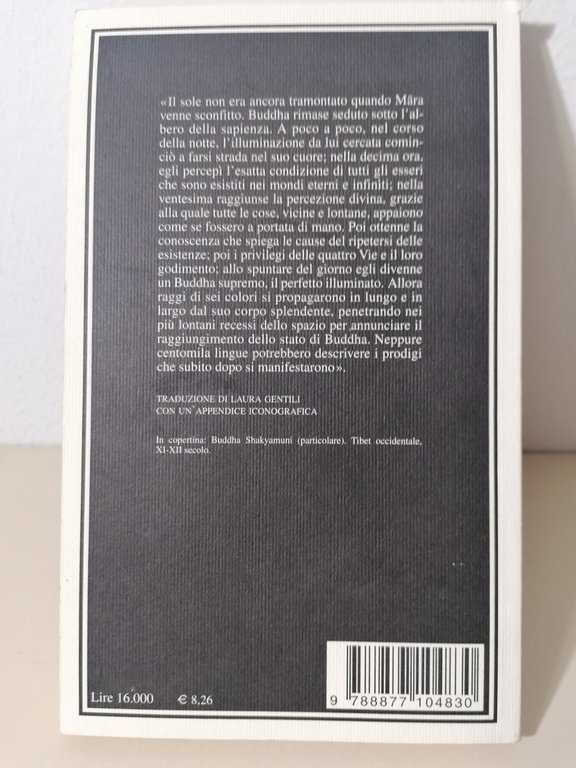 «Il sole non era ancora tramontato quando Mâra
venne sconfitto. Buddha rimase seduto sotto l'al-
bero della sapienza. A poco a poco, nel corso
della notte, l'illuminazione da lui cercata comin-
ciò a farsi strada nel suo cuore; nella decima ora,
egli percepì l'esatta condizione di tutti gli esseri
che sono esistiti nei mondi eterni e infiniti; nella
ventesima raggiunse la percezione divina, grazie
alla quale tutte le cose, vicine e lontane, appaiono
come se fossero a portata di mano. Poi ottenne la
conoscenza che spiega le cause del ripetersi delle
esistenze; poi i privilegi delle quattro Vie e il loro
godimento; allo spuntare del giorno egli divenne
un Buddha supremo, il perfetto illuminato. Allora
raggi di sei colori si propagarono in lungo e in
largo dal suo corpo splendente, penetrando nei
più lontani recessi dello spazio per annunciare il
raggiungimento dello stato di Buddha. Neppure
centomila lingue potrebbero descrivere i prodigi
che subito dopo si manifestarono».
TRADUZIONE DI LAURA GENTILI
CON UN'APPENDICE ICONOGRAFICA
In copertina: Buddha Shakyamuni (particolare). Tibet occidentale,
XI-XII secolo.
Lire 16.000 € 8,26
9 788877 104830